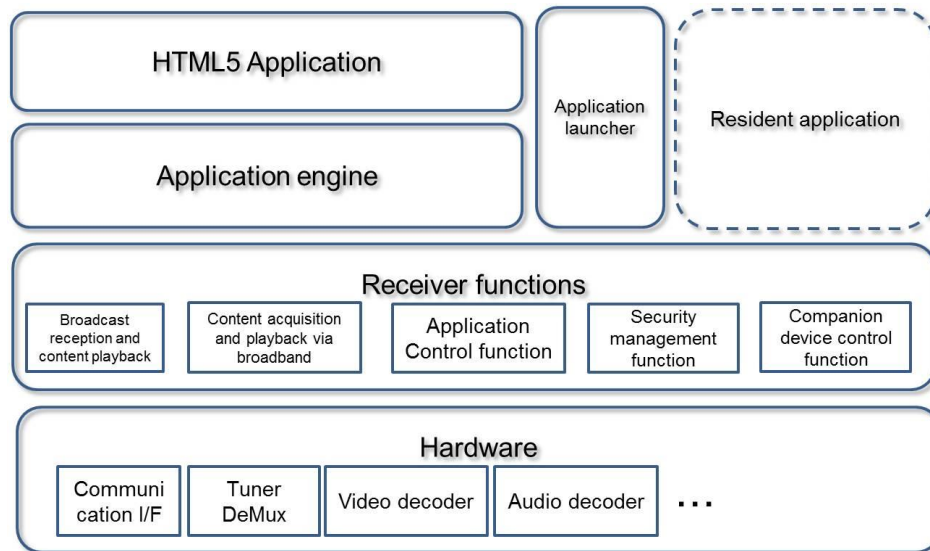 HTML5 Application
Application
launcher
Resident application
Application engine
Receiver functions
Broadcast
reception and
content playback
Content acquisition
and playback via
broadband
Application
Control function
Security
management
function
Companion
device control
function
Hardware
Communi
cation I/F
Tuner
DeMux
Video decoder
Audio decoder
...